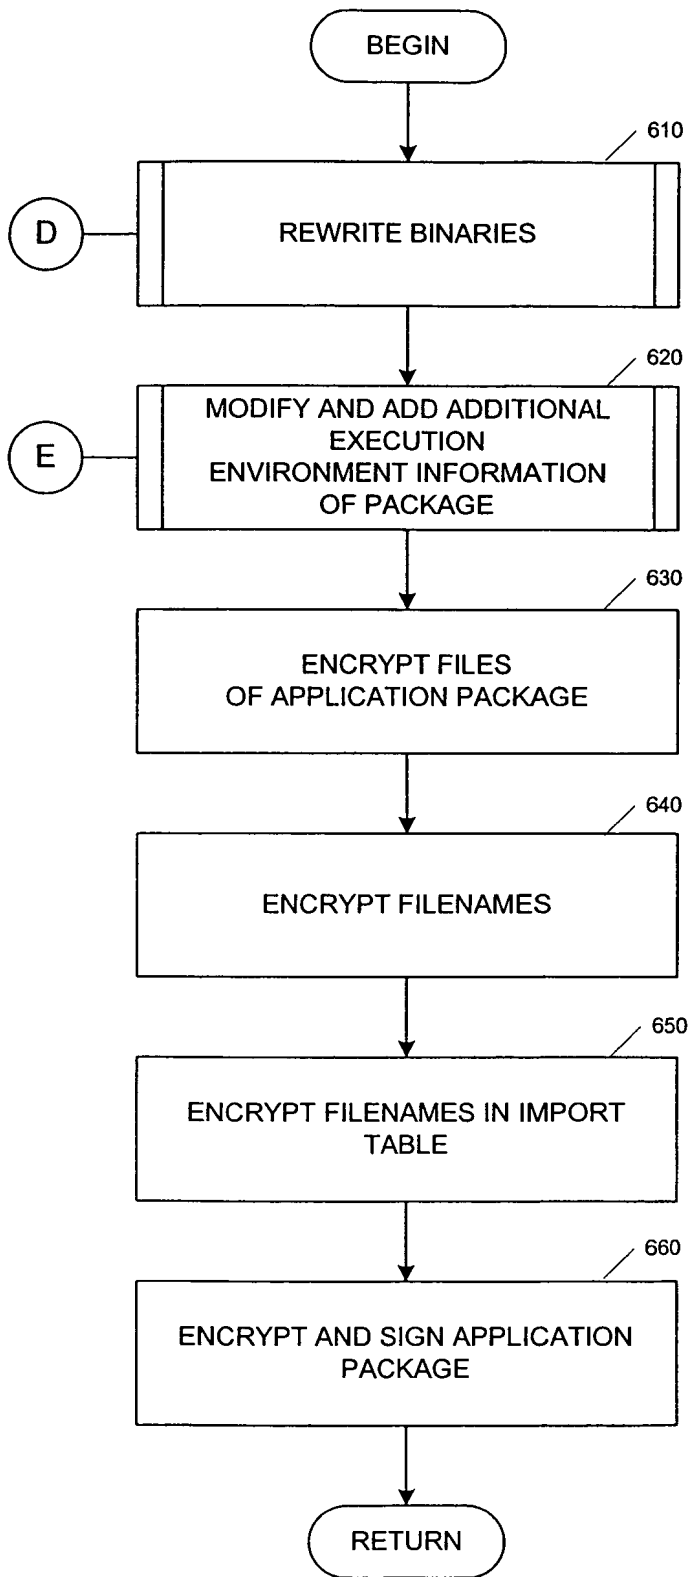 BEGIN
610
D
REWRITE BINARIES
620
E
MODIFY AND ADD ADDITIONAL
EXECUTION
ENVIRONMENT INFORMATION
OF PACKAGE
630
ENCRYPT FILES
OF APPLICATION PACKAGE
640
ENCRYPT FILENAMES
650
ENCRYPT FILENAMES IN IMPORT
TABLE
660
ENCRYPT AND SIGN APPLICATION
PACKAGE
RETURN